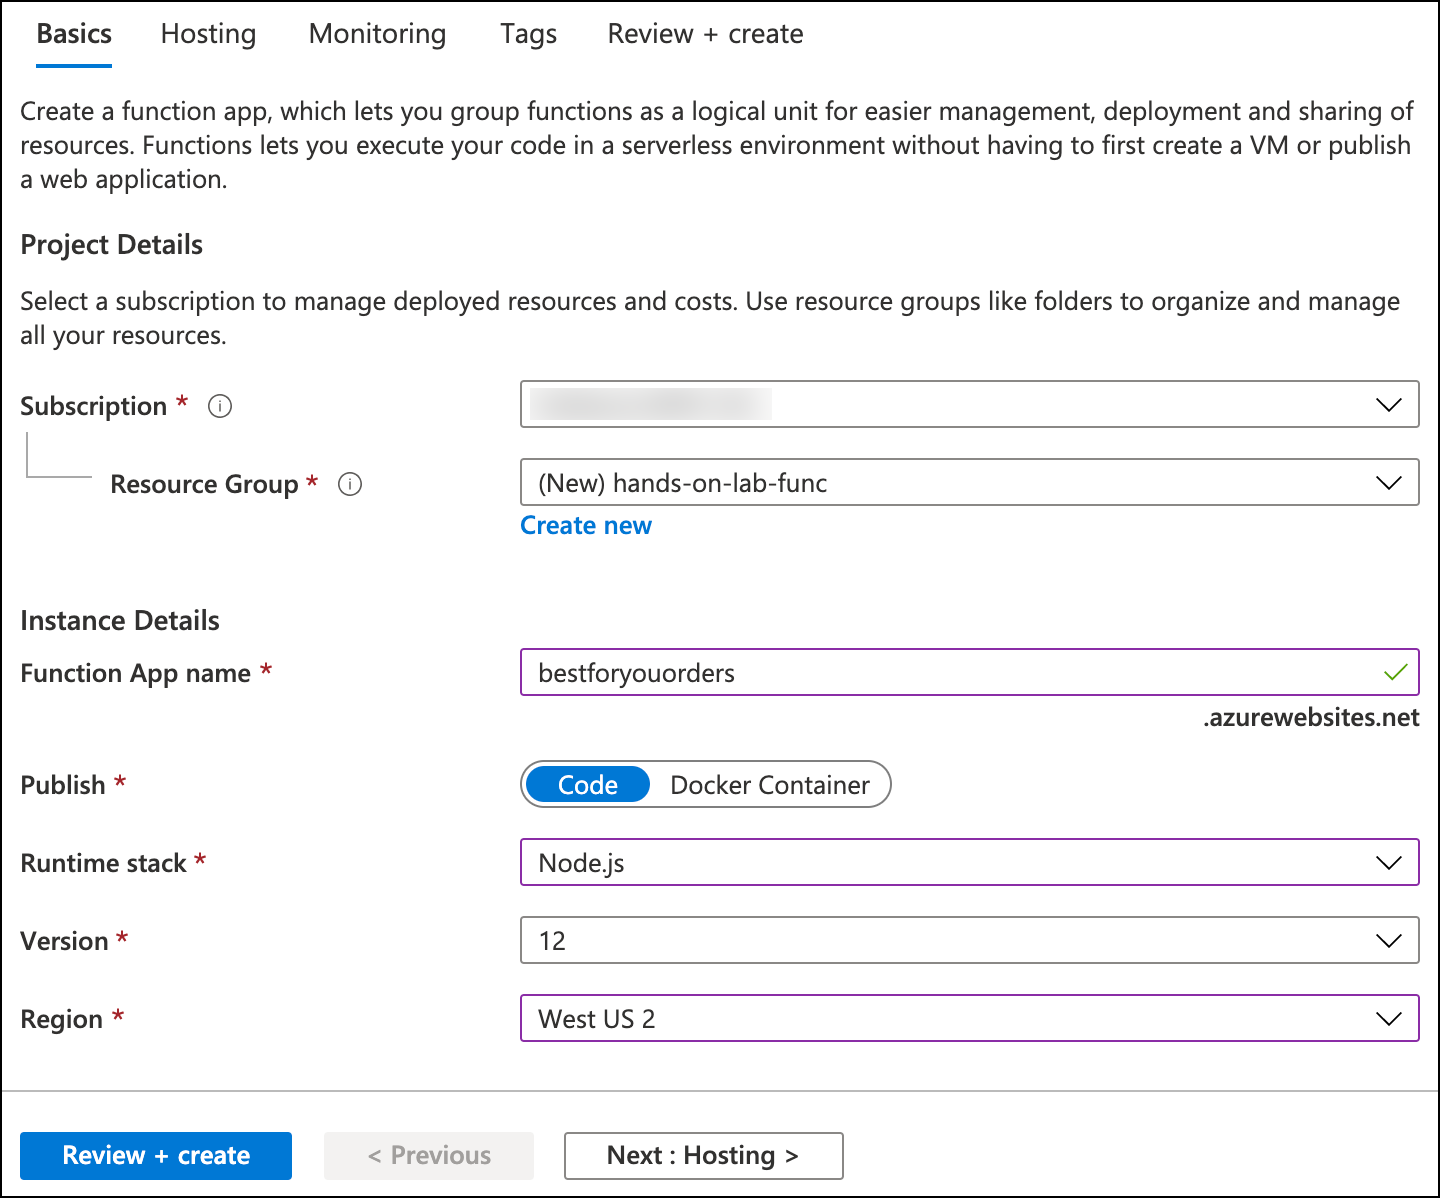 Basics Hosting Monitoring Tags Review + create
Create a function app, which lets you group functions as a logical unit for easier management, deployment and sharing of
resources. Functions lets you execute your code in a serverless environment without having to first create a VM or publish
a web application.
Project Details
Select a subscription to manage deployed resources and costs. Use resource groups like folders to organize and manage
all your resources.
Subscription *
Resource Group * (New) hands-on-lab-func
Create new
Instance Details
Function App name * bestforyouorders
.azurewebsites.net
Publish * Code Docker Container
Runtime stack * Node.js
Version * 12
Region * West US 2
Review + create < Previous Next : Hosting >